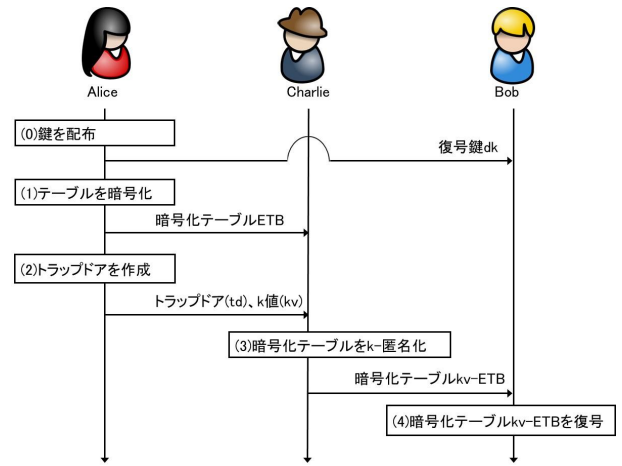 Alice
Charlie
Bob
(0)鍵を配布
復号鍵dk
(1)テーブルを暗号化
暗号化テーブルETB
(2)トラップドアを作成
トラップドア(td)、k値(kv)
(3)暗号化テーブルをk-匿名化
暗号化テーブルkv-ETB
(4)暗号化テーブルkv-ETBを復号